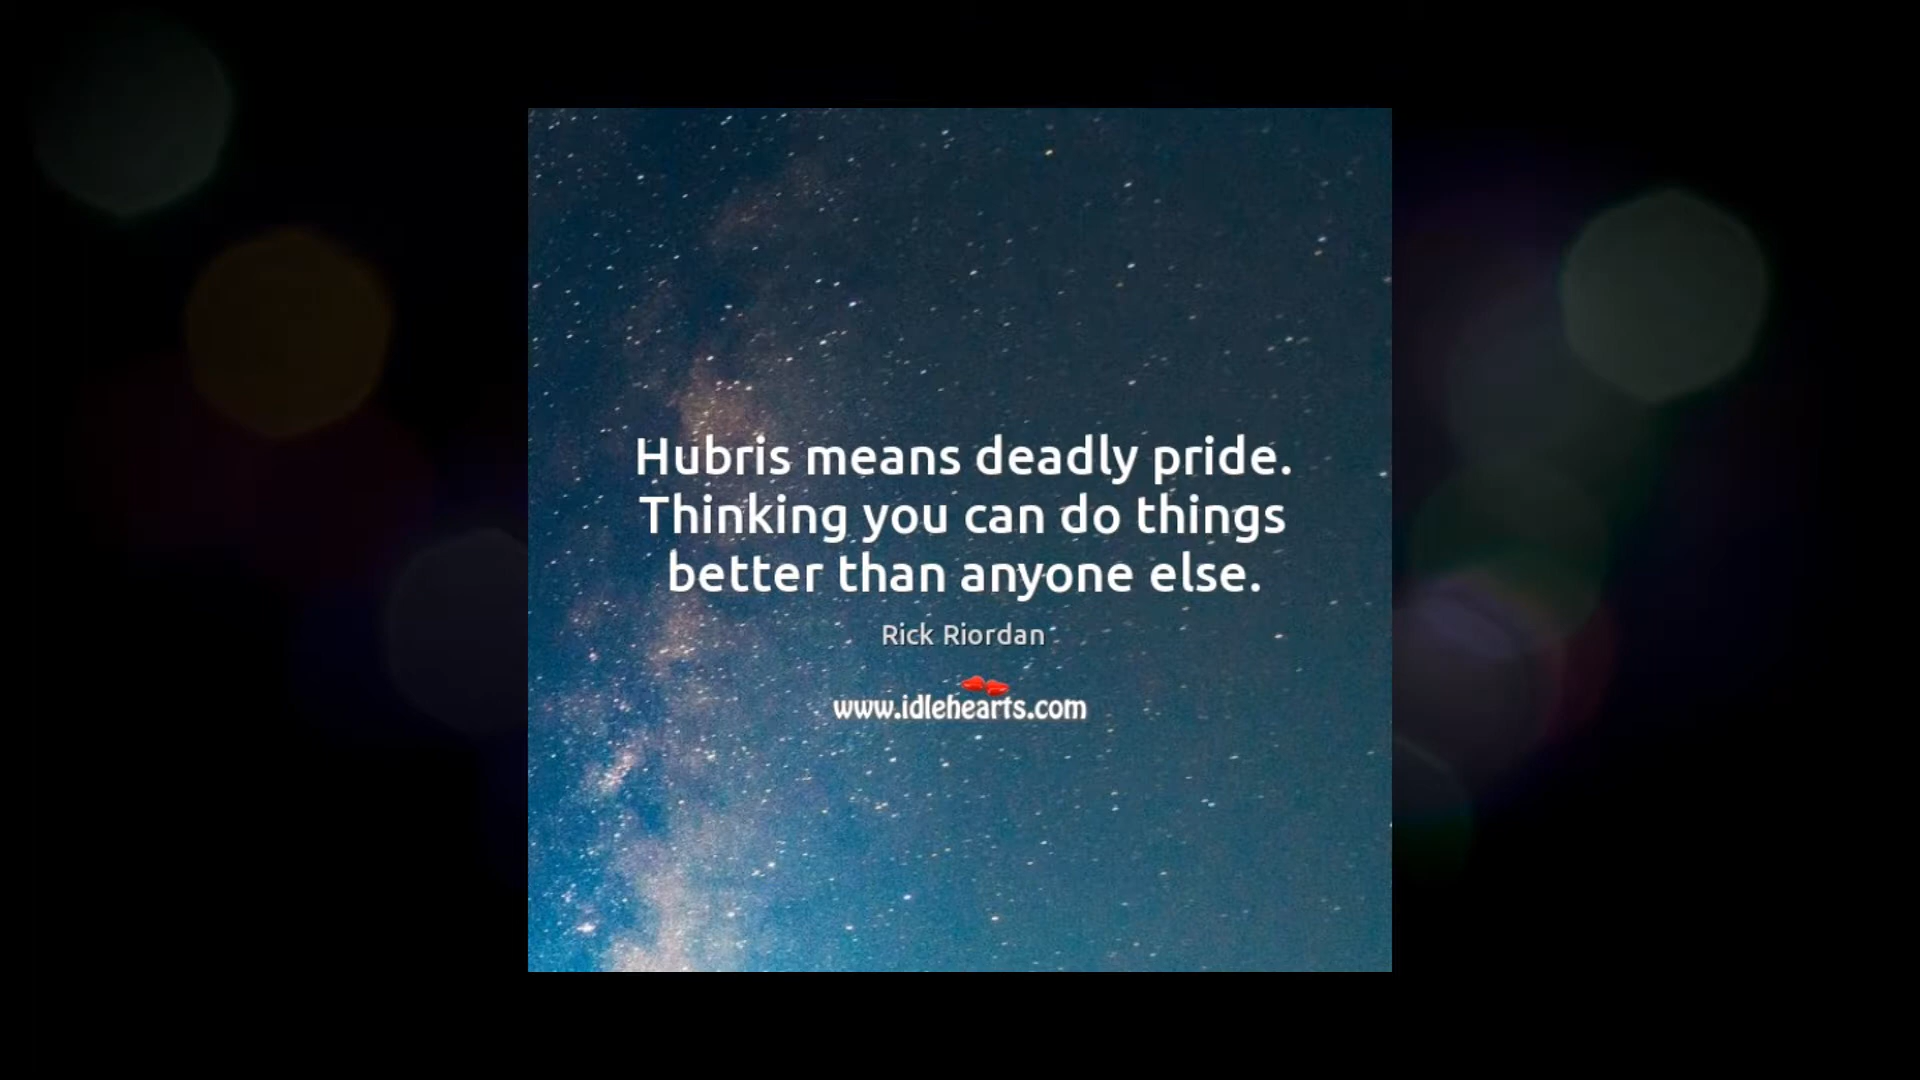 Hubris means deadly pride.
Thinking you can do things
better than anyone else.
Rick Riordan
www.idlehearts.com